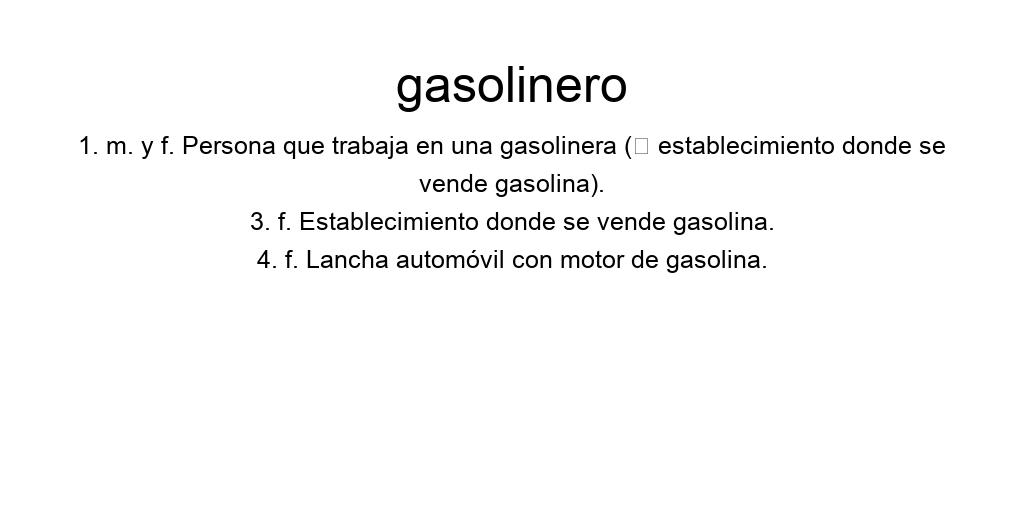 gasolinero
1. m. y f. Persona que trabaja en una gasolinera (□ establecimiento donde se
vende gasolina).
3. f. Establecimiento donde se vende gasolina.
4. f. Lancha automóvil con motor de gasolina.